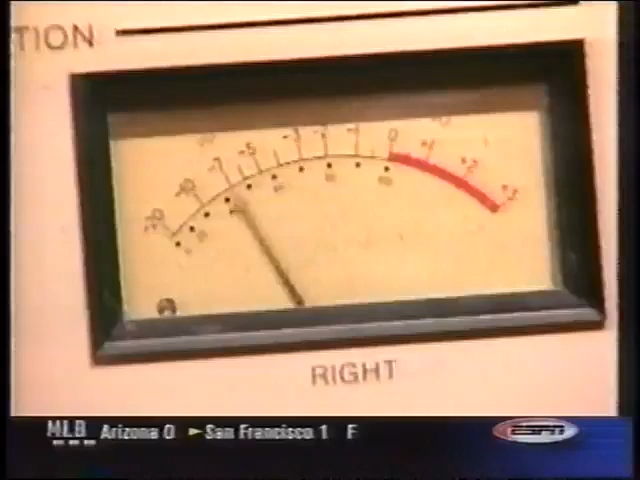 TION
-20 -10 -7 -5 -3 -2 -1 0 +1 +2 +3
RIGHT
MLB Arizona 0 ►San Francisco 1 F
ESPN